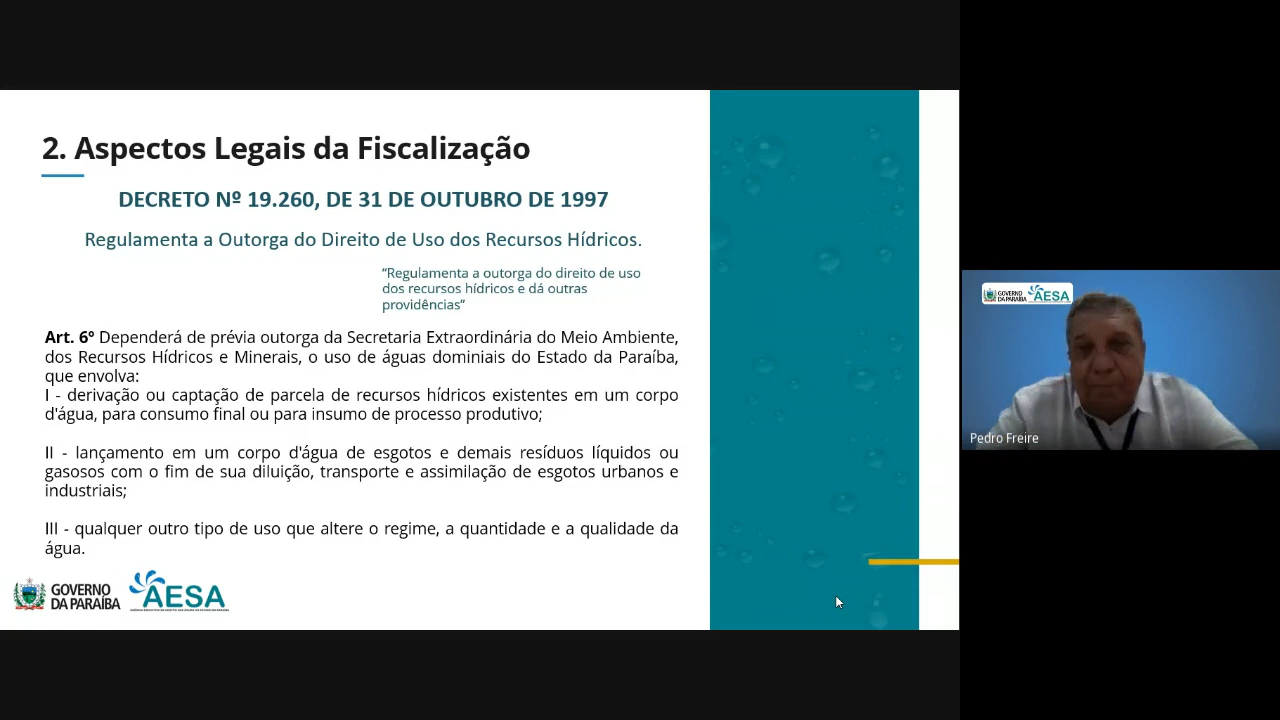 2. Aspectos Legais da Fiscalização
DECRETO Nº 19.260, DE 31 DE OUTUBRO DE 1997
Regulamenta a Outorga do Direito de Uso dos Recursos Hídricos.
“Regulamenta a outorga do direito de uso
dos recursos hídricos e dá outras
providências”
Art. 6º Dependerá de prévia outorga da Secretaria Extraordinária do Meio Ambiente,
dos Recursos Hídricos e Minerais, o uso de águas dominiais do Estado da Paraíba,
que envolva:
I - derivação ou captação de parcela de recursos hídricos existentes em um corpo
d'água, para consumo final ou para insumo de processo produtivo;
II - lançamento em um corpo d'água de esgotos e demais resíduos líquidos ou
gasosos com o fim de sua diluição, transporte e assimilação de esgotos urbanos e
industriais;
III - qualquer outro tipo de uso que altere o regime, a quantidade e a qualidade da
água.
GOVERNO
DA PARAÍBA
AESA
GOVERNO
DA PARAÍBA
AESA
Pedro Freire